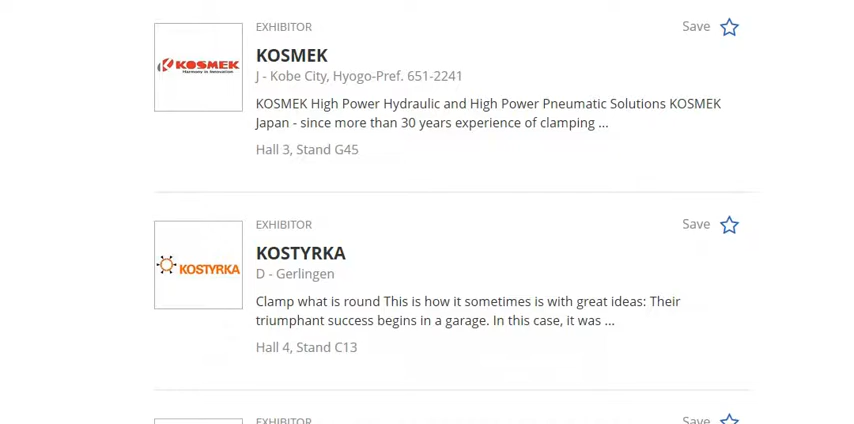 EXHIBITOR
Save
KOSMEK
Harmony in Innovation
KOSMEK
J - Kobe City, Hyogo-Pref. 651-2241
KOSMEK High Power Hydraulic and High Power Pneumatic Solutions KOSMEK
Japan - since more than 30 years experience of clamping ...
Hall 3, Stand G45
EXHIBITOR
Save
KOSTYRKA
KOSTYRKA
D - Gerlingen
Clamp what is round This is how it sometimes is with great ideas: Their
triumphant success begins in a garage. In this case, it was ...
Hall 4, Stand C13
EXHIBITOR
Save